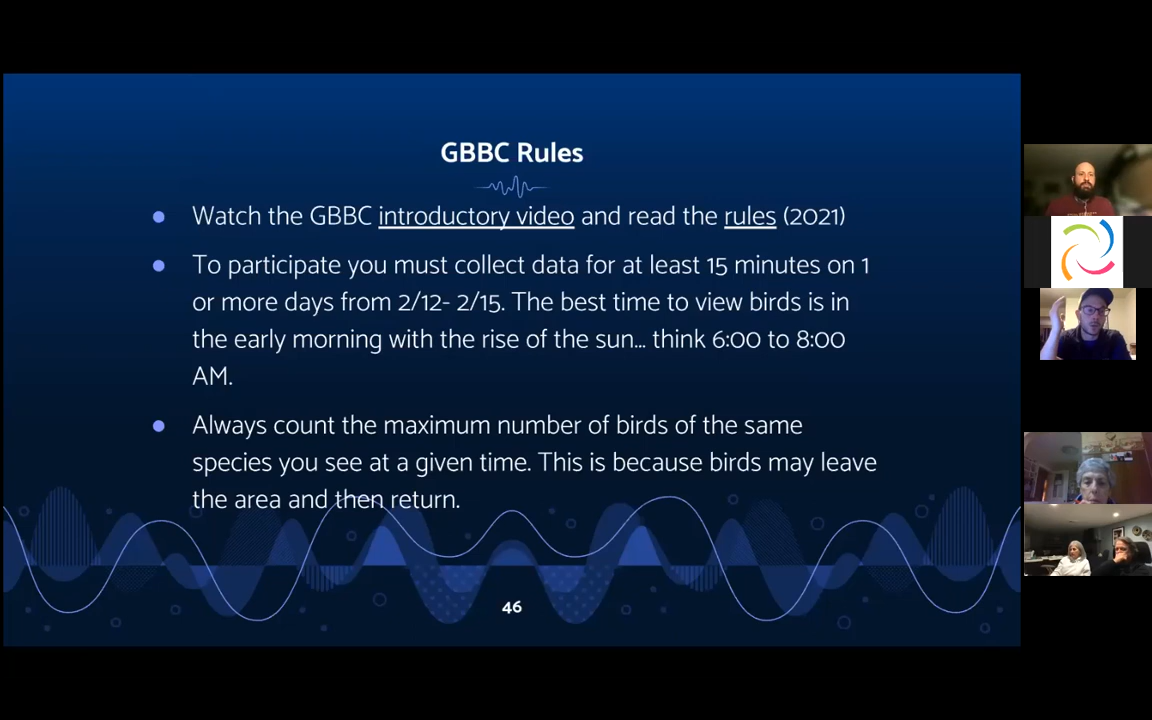 GBBC Rules
Watch the GBBC introductory video and read the rules (2021)
To participate you must collect data for at least 15 minutes on 1
or more days from 2/12- 2/15. The best time to view birds is in
the early morning with the rise of the sun... think 6:00 to 8:00
AM.
Always count the maximum number of birds of the same
species you see at a given time. This is because birds may leave
the area and then return.
46